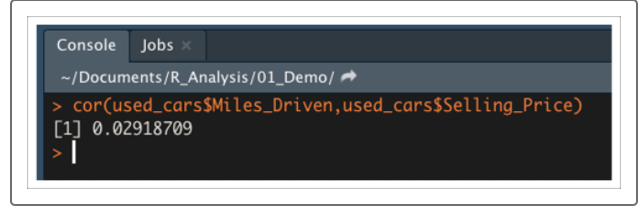 Console Jobs ×
~/Documents/R_Analysis/01_Demo/
> cor(used_cars$Miles_Driven,used_cars$Selling_Price)
[1] 0.02918709
>